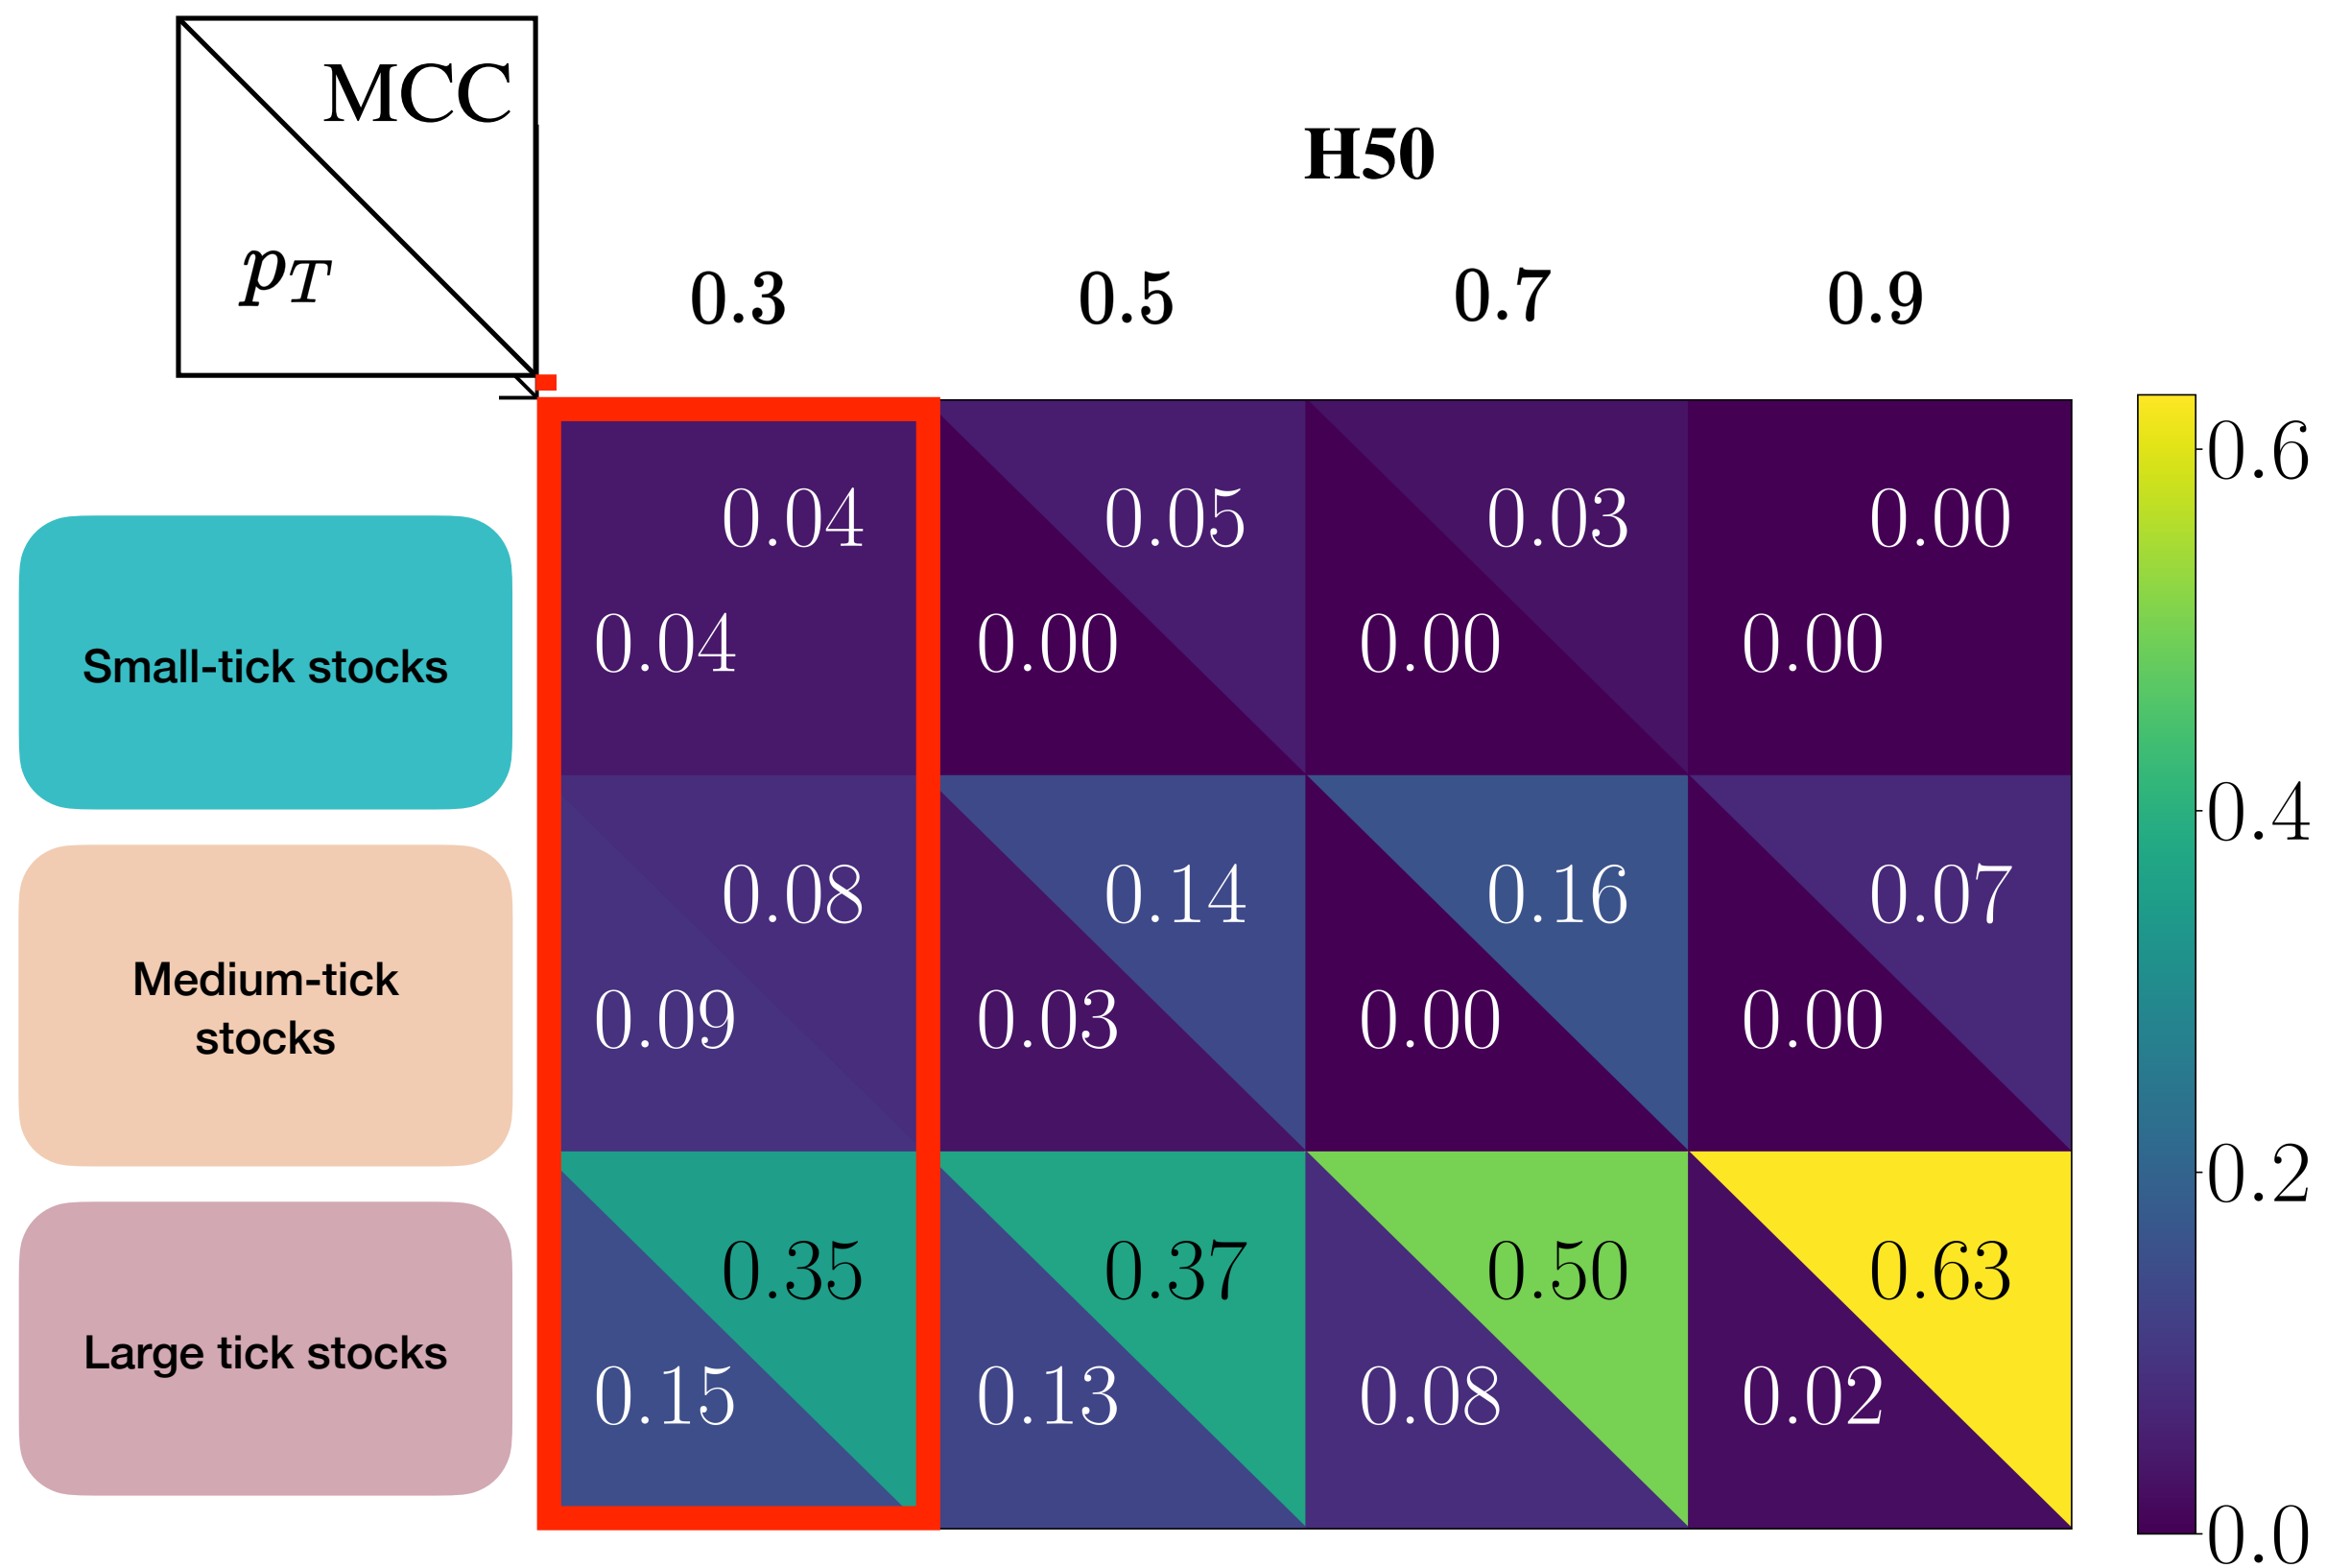 MCC
p_T
H50
0.3 0.5 0.7 0.9
0.04 0.05 0.03 0.00
Small-tick stocks
0.04 0.00 0.00 0.00
0.08 0.14 0.16 0.07
Medium-tick
stocks
0.09 0.03 0.00 0.00
0.35 0.37 0.50 0.63
Large tick stocks
0.15 0.13 0.08 0.02
0.6
0.4
0.2
0.0